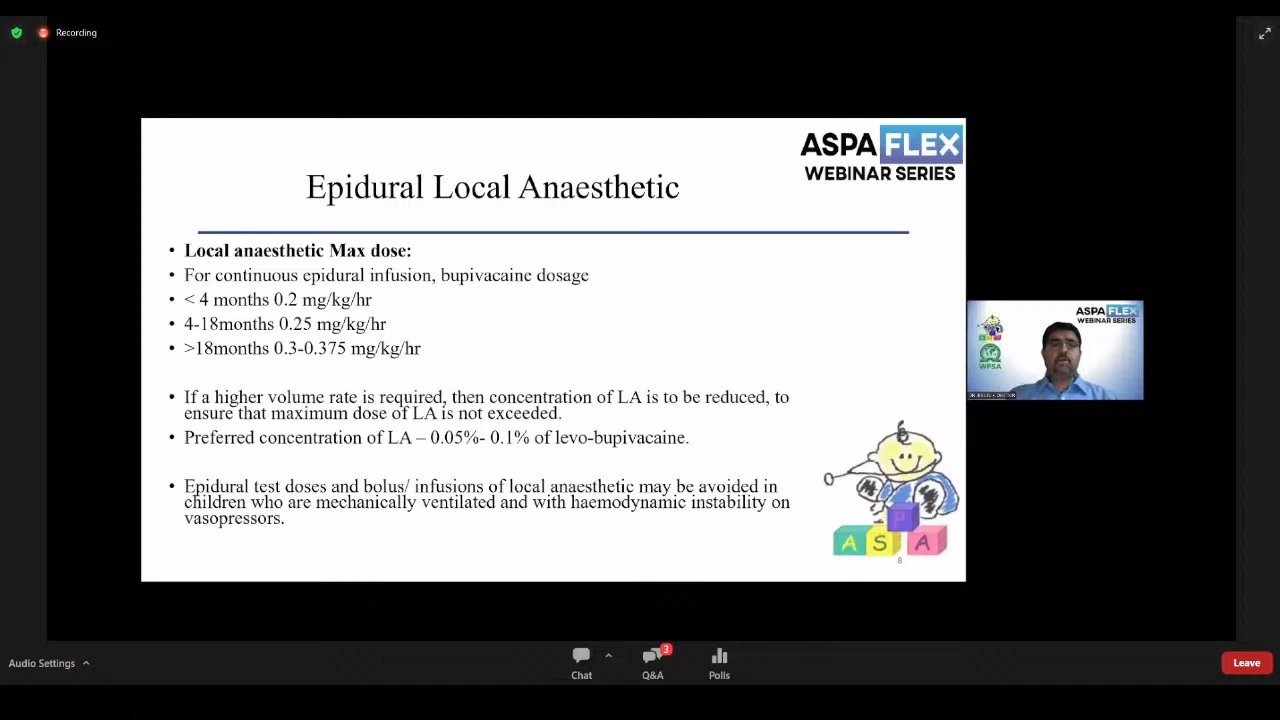 Recording
ASPA FLEX
WEBINAR SERIES
Epidural Local Anaesthetic
• Local anaesthetic Max dose:
• For continuous epidural infusion, bupivacaine dosage
• < 4 months 0.2 mg/kg/hr
• 4-18months 0.25 mg/kg/hr
• >18months 0.3-0.375 mg/kg/hr
• If a higher volume rate is required, then concentration of LA is to be reduced, to
ensure that maximum dose of LA is not exceeded.
• Preferred concentration of LA – 0.05%- 0.1% of levo-bupivacaine.
• Epidural test doses and bolus/ infusions of local anaesthetic may be avoided in
children who are mechanically ventilated and with haemodynamic instability on
vasopressors.
P
A S A
8
ASPA FLEX
WEBINAR SERIES
WFSA
Audio Settings
Chat
3
Q&A
Polls
Leave